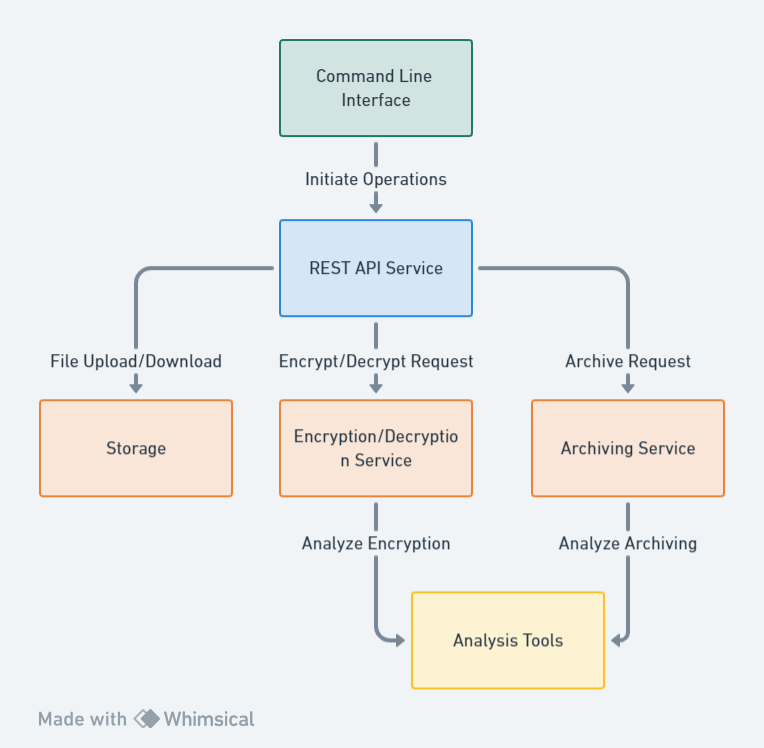 Command Line
Interface
Initiate Operations
REST API Service
File Upload/Download
Encrypt/Decrypt Request
Archive Request
Storage
Encryption/Decryptio
n Service
Archiving Service
Analyze Encryption
Analyze Archiving
Analysis Tools
Made with Whimsical